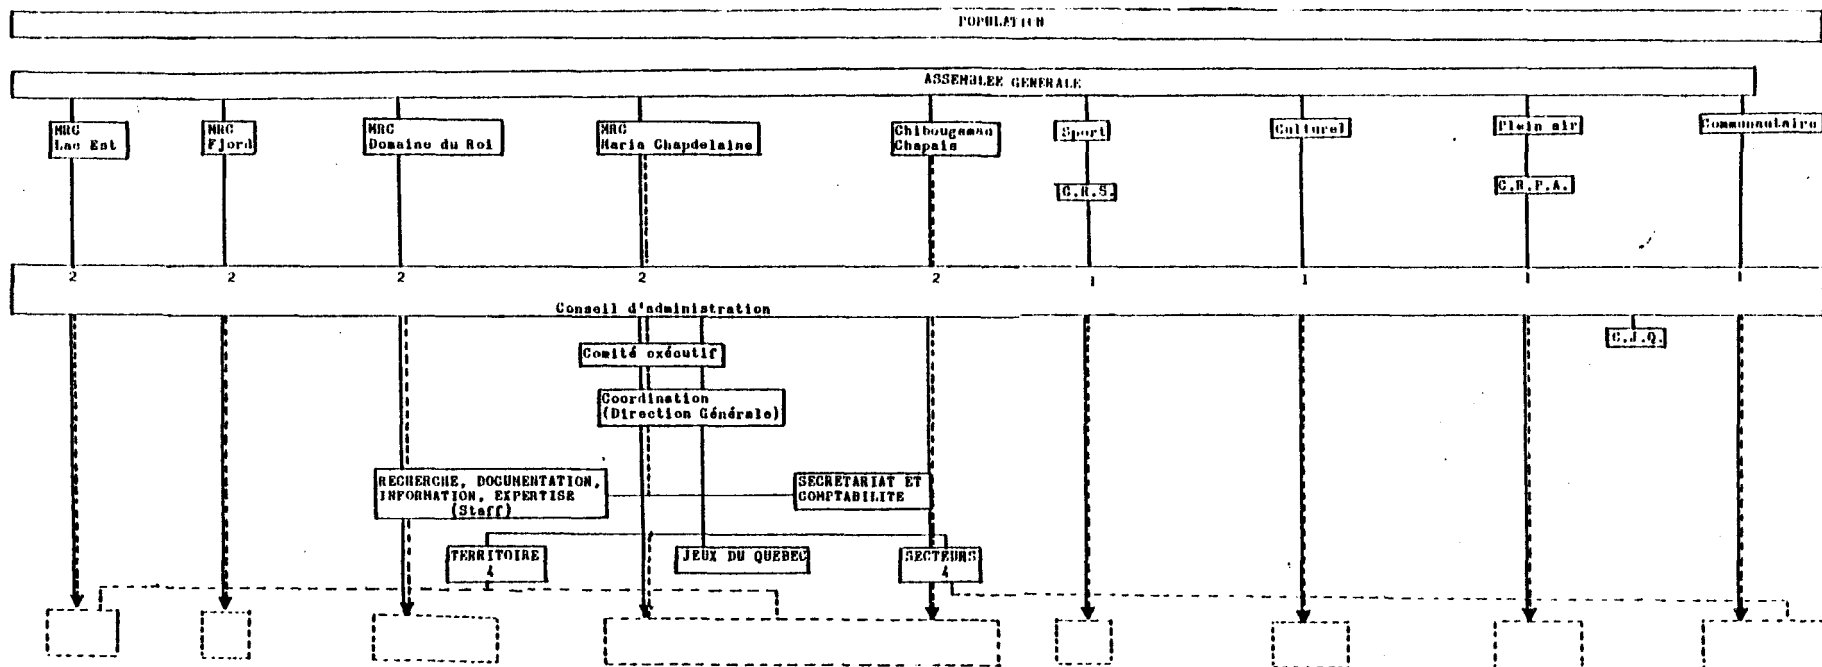 POPULATION
ASSEMBLEE GENERALE
MRC
Lac Est
MRC
Fjord
MRC
Domaine du Roi
MRC
Maria Chapdelaine
Chibougamau
Chapais
Sport
Culturel
Plein air
Communautaire
C.R.S.
C.R.P.A.
2 2 2 2 2 1 1 1 1
Conseil d'administration
C.J.Q.
Comité exécutif
Coordination
(Direction Générale)
RECHERCHE, DOCUMENTATION,
INFORMATION, EXPERTISE
(Staff)
SECRETARIAT ET
COMPTABILITE
TERRITOIRE
4
JEUX DU QUEBEC
SECTEURS
4